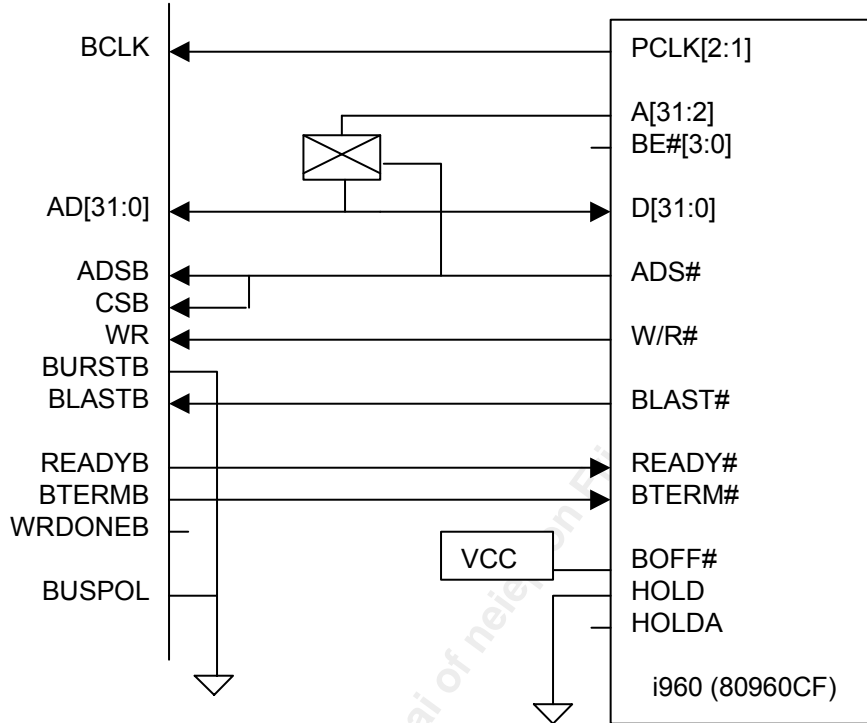 BCLK PCLK[2:1]
A[31:2]
BE#[3:0]
AD[31:0] D[31:0]
ADSB ADS#
CSB
WR W/R#
BURSTB
BLASTB BLAST#
READYB READY#
BTERMB BTERM#
WRDONEB
VCC BOFF#
BUSPOL HOLD
HOLDA
i960 (80960CF)